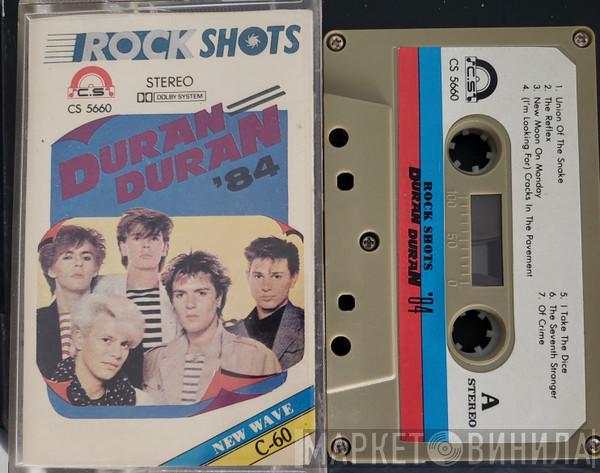 ROCK SHOTS
C.S
CS 5660
STEREO
DOLBY SYSTEM
DURAN
DURAN
'84
NEW WAVE
C-60
C.S
CS 5660
1. Union Of The Snake
2. The Reflex
3. New Moon On Monday
4. (I'm Looking For) Cracks In The Pavement
5. I Take The Dice
6. The Seventh Stranger
7. Of Crime
ROCK SHOTS
DURAN DURAN '84
100 50 0
A
STEREO
МАРКЕТ ВИНИЛА